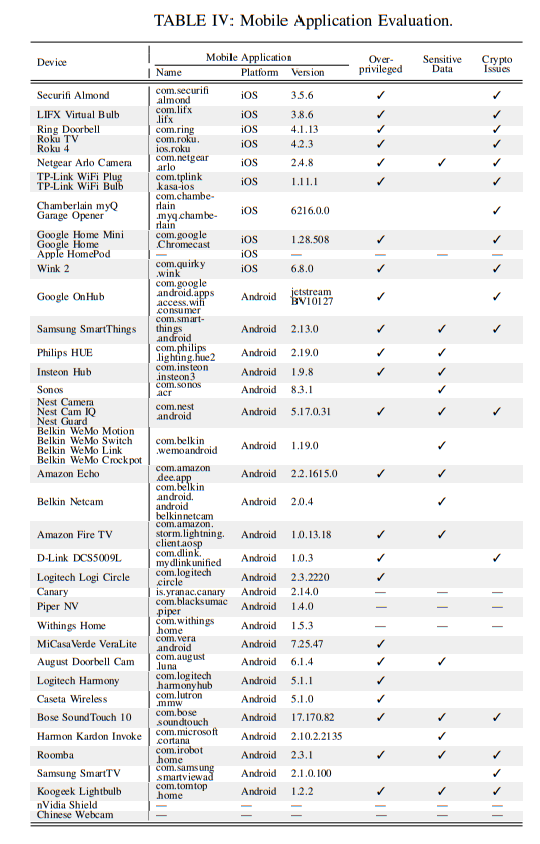 TABLE IV: Mobile Application Evaluation.
Device Mobile Application Over-privileged Sensitive Data Crypto Issues
Name Platform Version
Securifi Almond com.securifi.almond iOS 3.5.6 ✓ ✓
LIFX Virtual Bulb com.lifx.lifx iOS 3.8.6 ✓ ✓
Ring Doorbell com.ring iOS 4.1.13 ✓ ✓
Roku TV
Roku 4 com.roku.ios.roku iOS 4.2.3 ✓ ✓
Netgear Arlo Camera com.netgear.arlo iOS 2.4.8 ✓ ✓ ✓
TP-Link WiFi Plug
TP-Link WiFi Bulb com.tplink.kasa-ios iOS 1.11.1 ✓ ✓
Chamberlain myQ
Garage Opener com.chambe-rlain.myq.chambe-rlain iOS 6216.0.0 ✓
Google Home Mini
Google Home com.google.Chromecast iOS 1.28.508 ✓ ✓
Apple HomePod — iOS — — — —
Wink 2 com.quirky.wink iOS 6.8.0 ✓ ✓
Google OnHub com.google.android.apps.access.wifi.consumer Android jetstream BV10127 ✓ ✓
Samsung SmartThings com.smart-things.android Android 2.13.0 ✓ ✓ ✓
Philips HUE com.philips.lighting.hue2 Android 2.19.0 ✓ ✓
Insteon Hub com.insteon.insteon3 Android 1.9.8 ✓ ✓
Sonos com.sonos.acr Android 8.3.1 ✓
Nest Camera
Nest Cam IQ
Nest Guard com.nest.android Android 5.17.0.31 ✓ ✓ ✓
Belkin WeMo Motion
Belkin WeMo Switch
Belkin WeMo Link
Belkin WeMo Crockpot com.belkin.wemoandroid Android 1.19.0 ✓
Amazon Echo com.amazon.dee.app Android 2.2.1615.0 ✓ ✓
Belkin Netcam com.belkin.android.android belkinnetcam Android 2.0.4 ✓
Amazon Fire TV com.amazon.storm.lightning.client.aosp Android 1.0.13.18 ✓ ✓
D-Link DCS5009L com.dlink.mydlinkunified Android 1.0.3 ✓ ✓
Logitech Logi Circle com.logitech.circle Android 2.3.2220 ✓
Canary is.yranac.canary Android 2.14.0 — — —
Piper NV com.blacksumac.piper Android 1.4.0 — — —
Withings Home com.withings.home Android 1.5.3 — — —
MiCasaVerde VeraLite com.vera.android Android 7.25.47 ✓
August Doorbell Cam com.august.luna Android 6.1.4 ✓ ✓
Logitech Harmony com.logitech.harmonyhub Android 5.1.1 ✓
Caseta Wireless com.lutron.mmw Android 5.1.0 ✓
Bose SoundTouch 10 com.bose.soundtouch Android 17.170.82 ✓ ✓ ✓
Harmon Kardon Invoke com.microsoft.cortana Android 2.10.2.2135 ✓
Roomba com.irobot.home Android 2.3.1 ✓ ✓ ✓
Samsung SmartTV com.samsung.smartviewad Android 2.1.0.100 ✓
Koogeek Lightbulb com.tomtop.home Android 1.2.2 ✓ ✓ ✓
nVidia Shield — — — — — —
Chinese Webcam — — — — — —